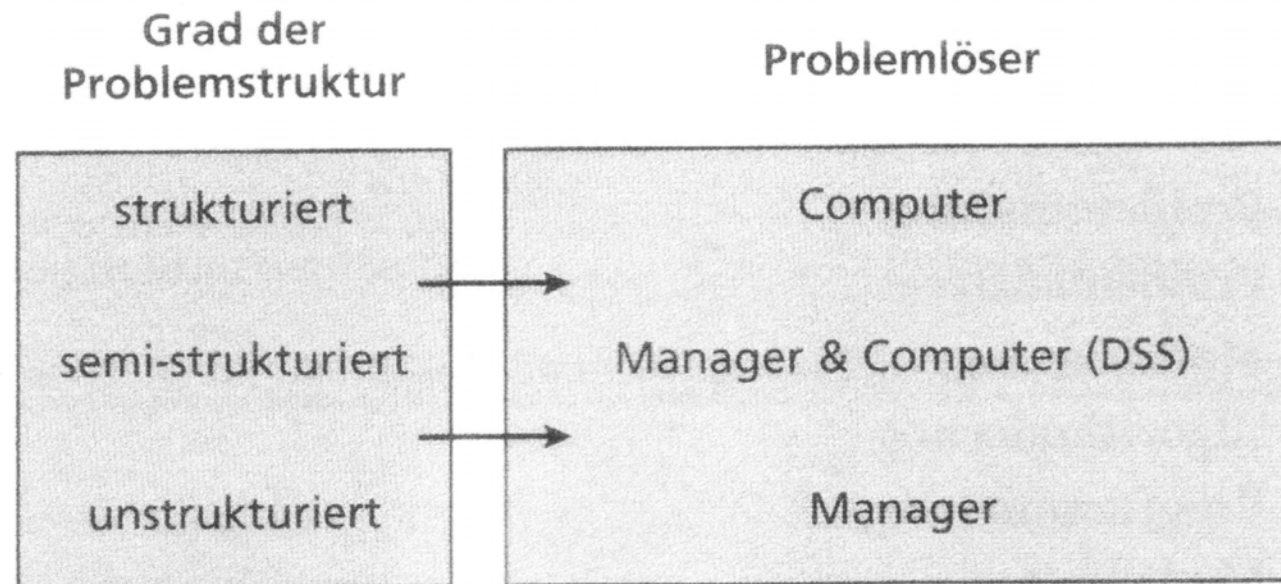 Grad der
Problemstruktur
Problemlöser
strukturiert
Computer
semi-strukturiert
Manager & Computer (DSS)
unstrukturiert
Manager